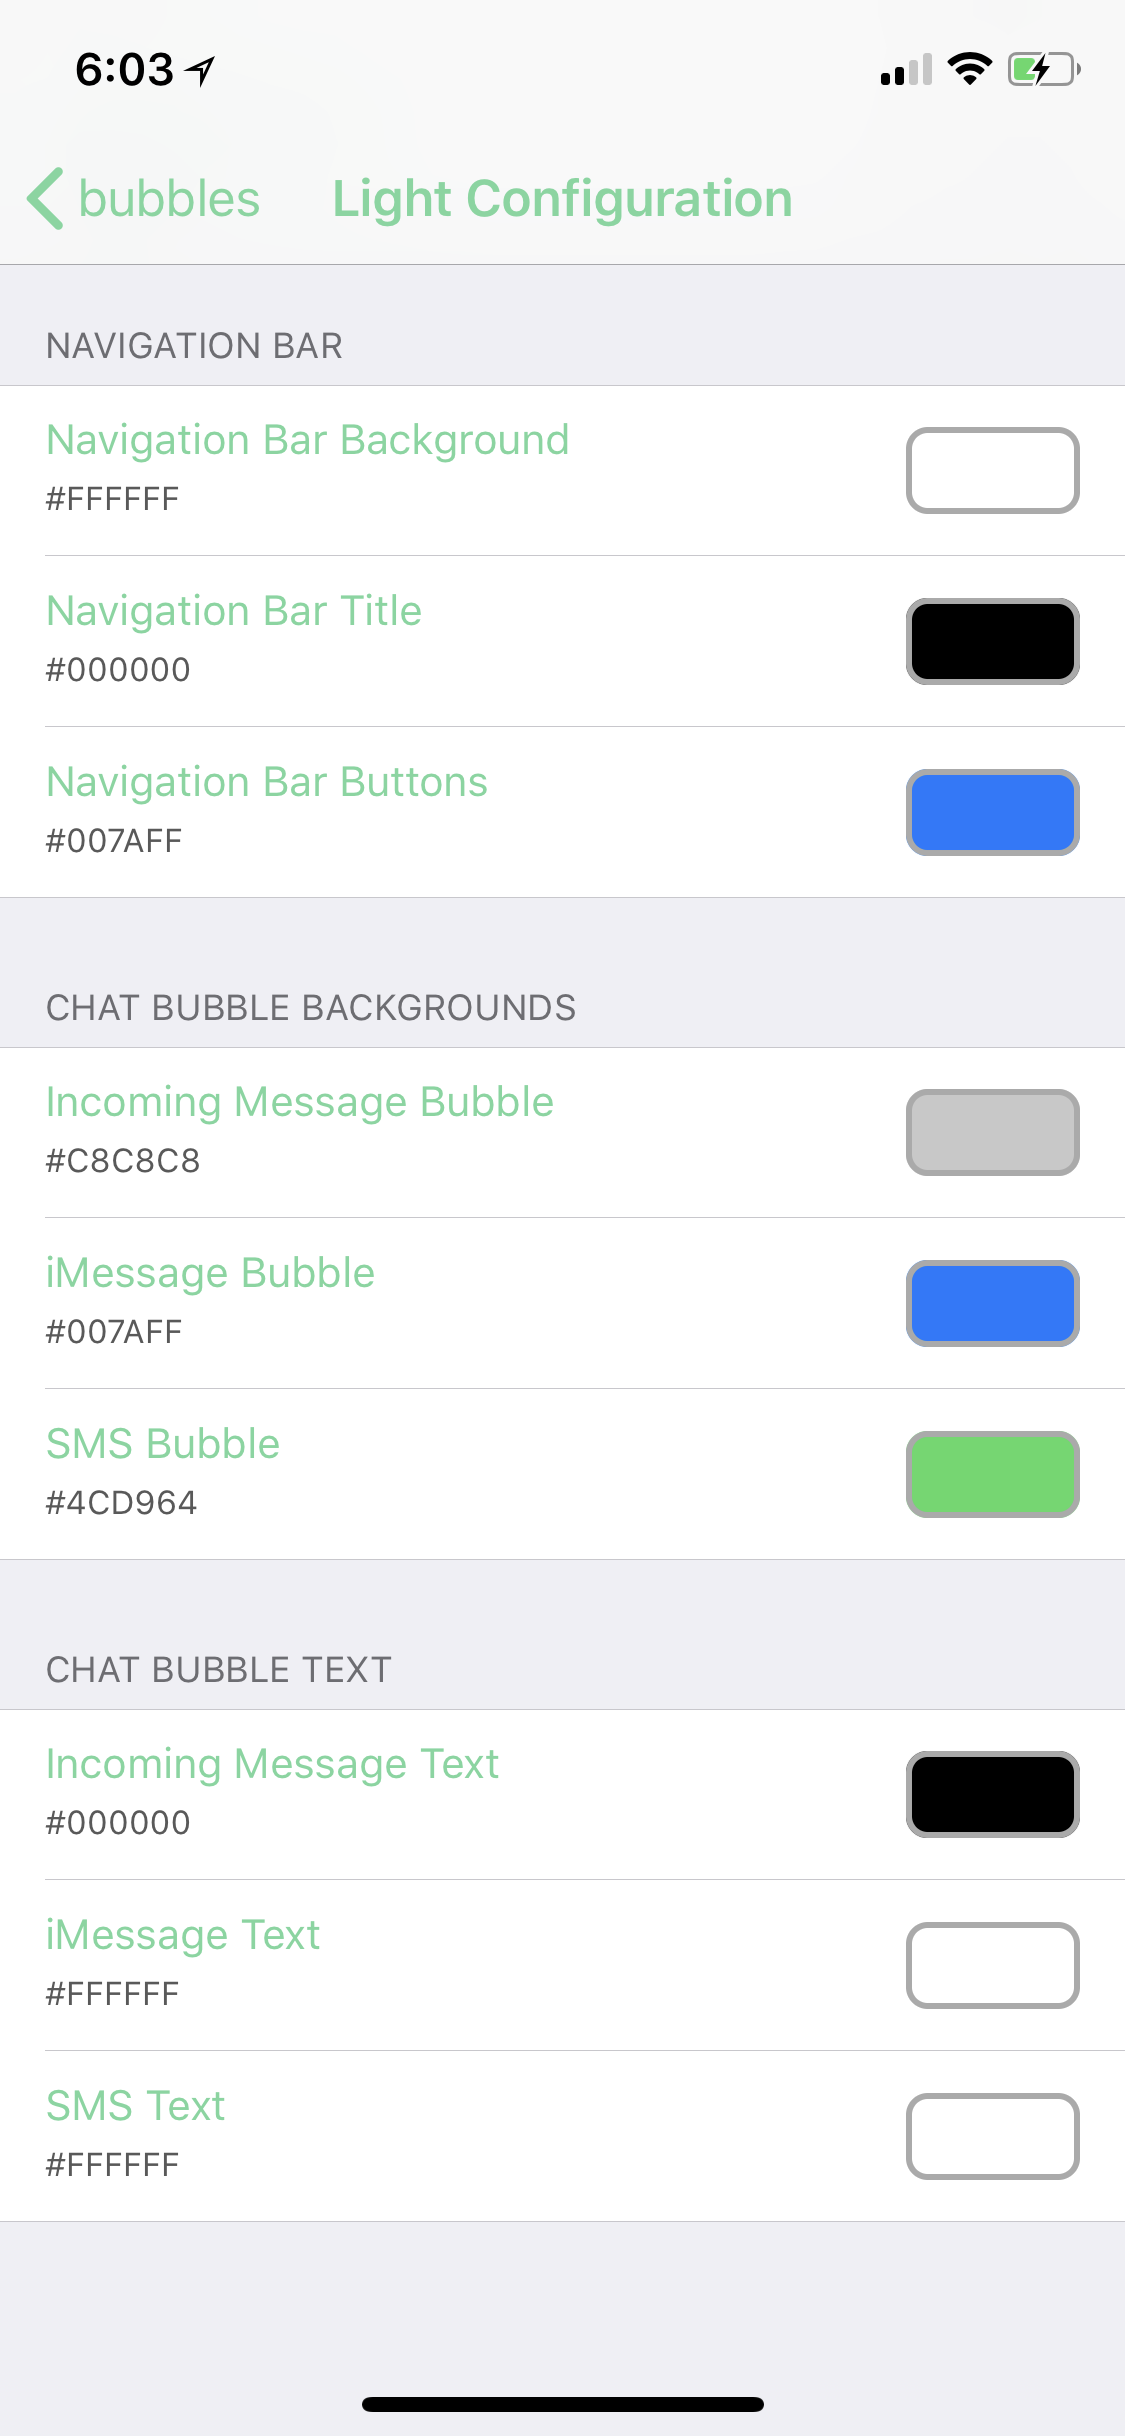 6:03
bubbles Light Configuration
NAVIGATION BAR
Navigation Bar Background
#FFFFFF
Navigation Bar Title
#000000
Navigation Bar Buttons
#007AFF
CHAT BUBBLE BACKGROUNDS
Incoming Message Bubble
#C8C8C8
iMessage Bubble
#007AFF
SMS Bubble
#4CD964
CHAT BUBBLE TEXT
Incoming Message Text
#000000
iMessage Text
#FFFFFF
SMS Text
#FFFFFF